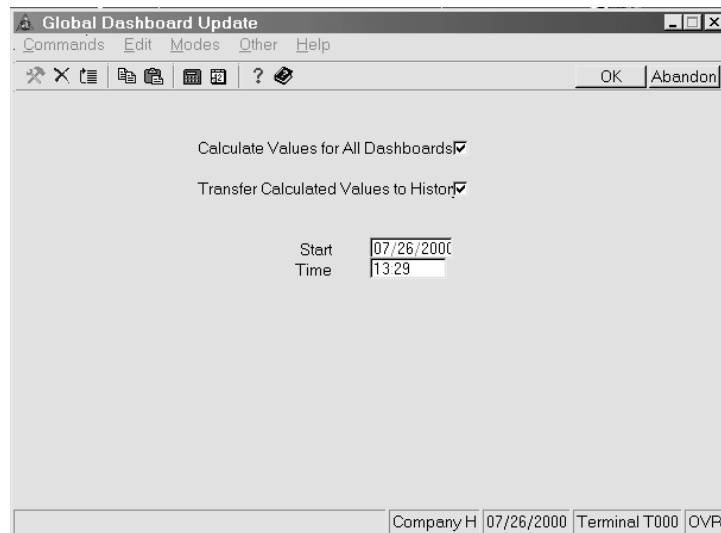 Global Dashboard Update
Commands Edit Modes Other Help
OK Abandon
Calculate Values for All Dashboards
Transfer Calculated Values to Histor
Start 07/26/2000
Time 13:29
Company H 07/26/2000 Terminal T000 OVR